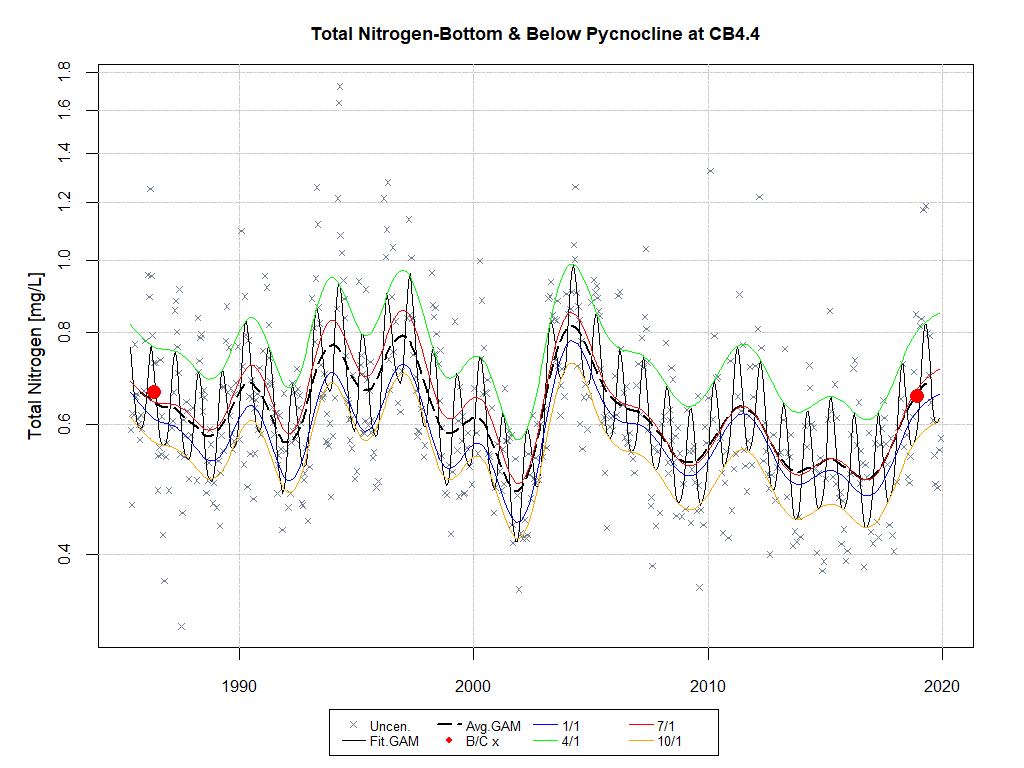 Total Nitrogen-Bottom & Below Pycnocline at CB4.4
Total Nitrogen [mg/L]
1.8
1.6
1.4
1.2
1.0
0.8
0.6
0.4
1990 2000 2010 2020
Uncen. Avg.GAM 1/1 7/1
Fit.GAM B/C x 4/1 10/1